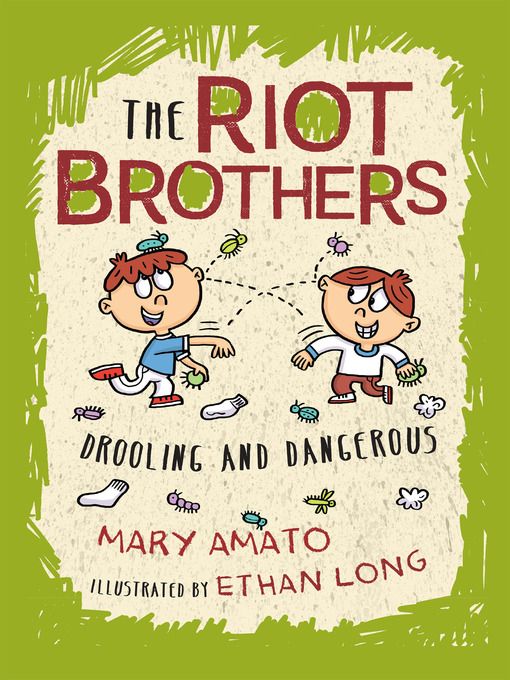 THE RIOT
BROTHERS
DROOLING AND DANGEROUS
MARY AMATO
ILLUSTRATED BY ETHAN LONG